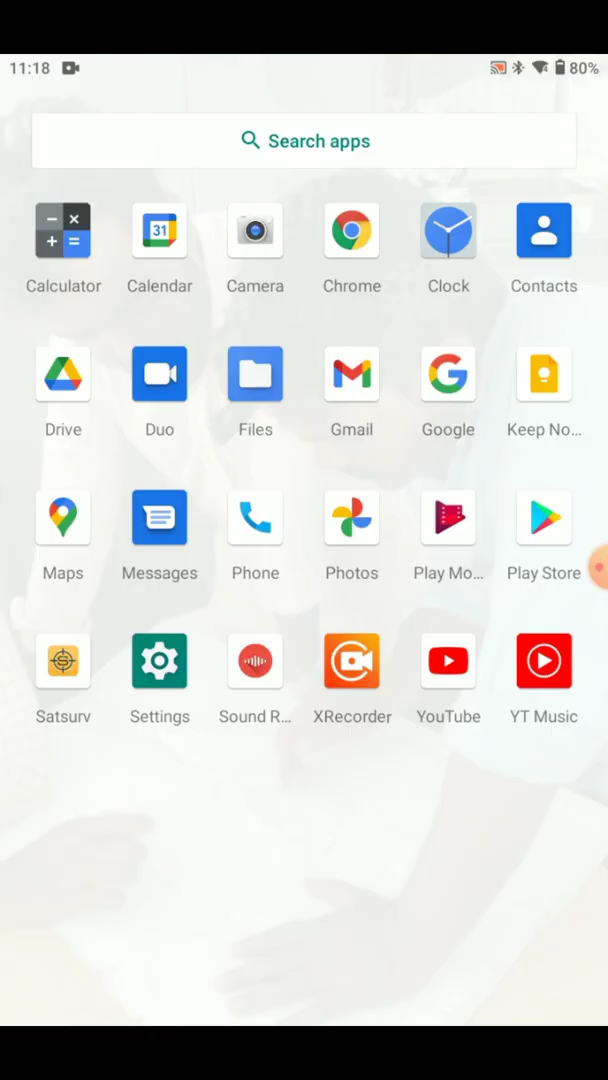 11:18 80%
Search apps
31
Calculator Calendar Camera Chrome Clock Contacts
Drive Duo Files Gmail Google Keep No...
Maps Messages Phone Photos Play Mo... Play Store
Satsurv Settings Sound R... XRecorder YouTube YT Music